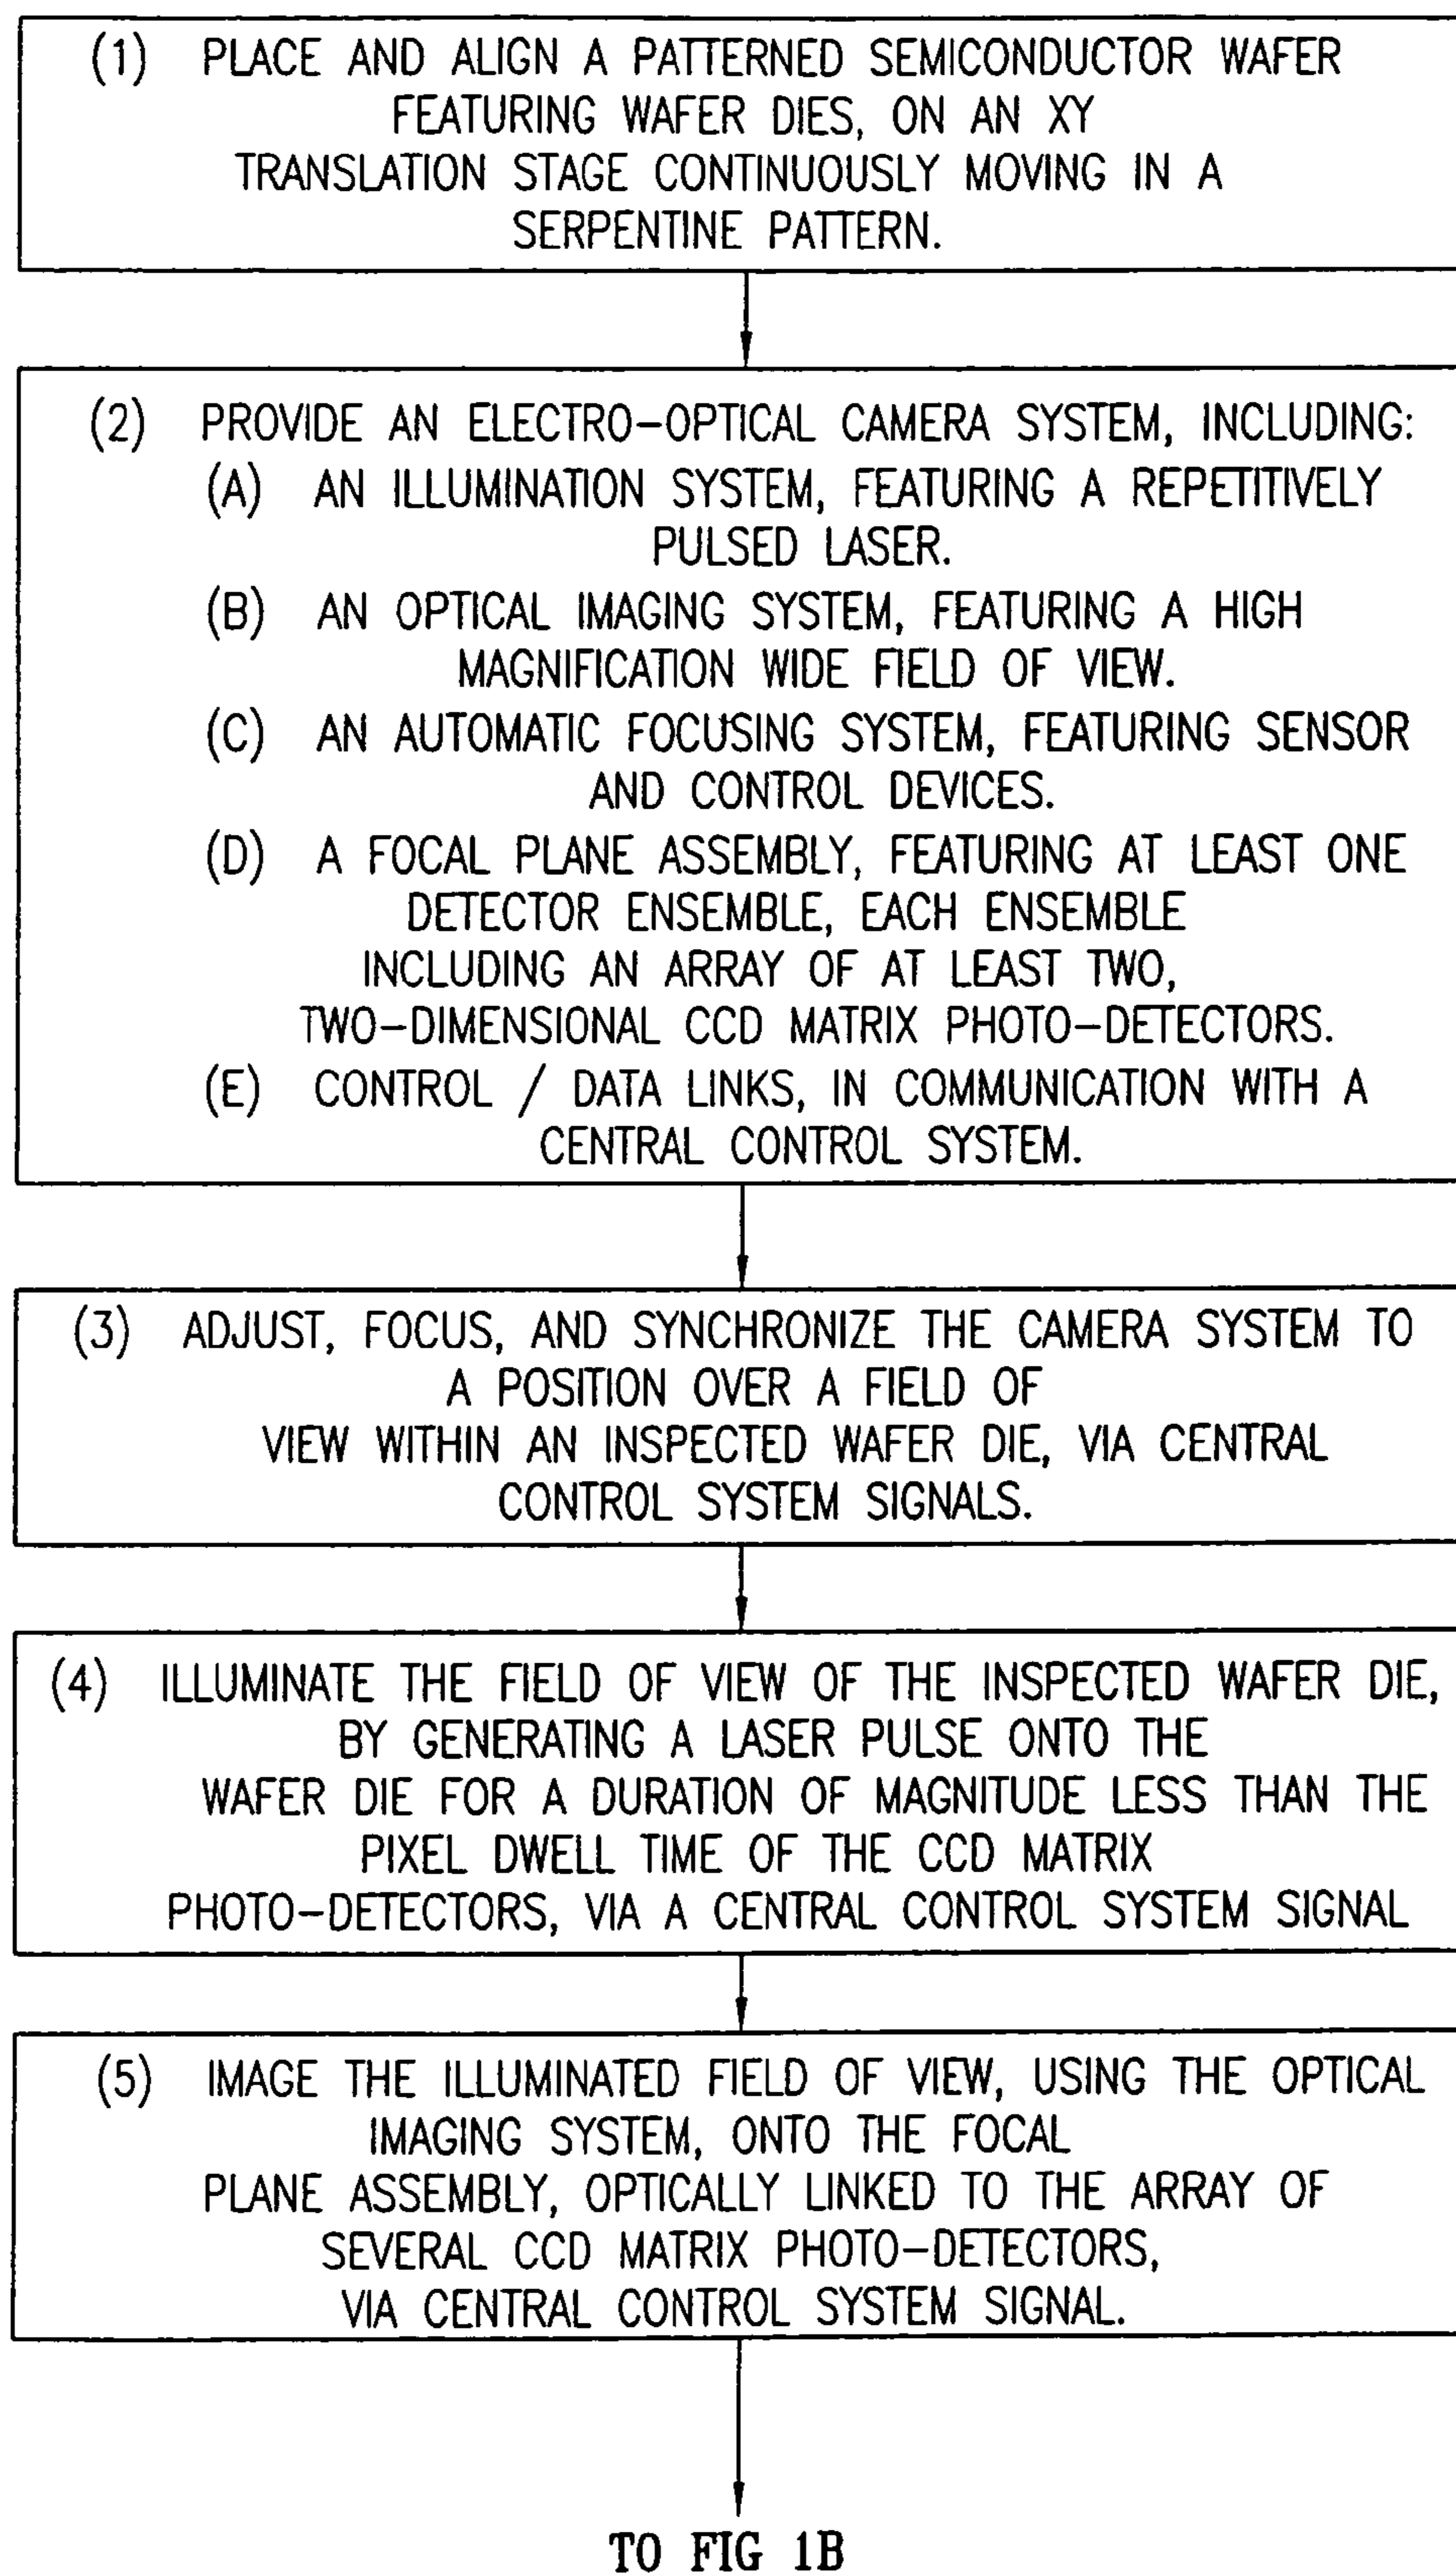 (1) PLACE AND ALIGN A PATTERNED SEMICONDUCTOR WAFER
FEATURING WAFER DIES, ON AN XY
TRANSLATION STAGE CONTINUOUSLY MOVING IN A
SERPENTINE PATTERN.
(2) PROVIDE AN ELECTRO-OPTICAL CAMERA SYSTEM, INCLUDING:
(A) AN ILLUMINATION SYSTEM, FEATURING A REPETITIVELY
PULSED LASER.
(B) AN OPTICAL IMAGING SYSTEM, FEATURING A HIGH
MAGNIFICATION WIDE FIELD OF VIEW.
(C) AN AUTOMATIC FOCUSING SYSTEM, FEATURING SENSOR
AND CONTROL DEVICES.
(D) A FOCAL PLANE ASSEMBLY, FEATURING AT LEAST ONE
DETECTOR ENSEMBLE, EACH ENSEMBLE
INCLUDING AN ARRAY OF AT LEAST TWO,
TWO-DIMENSIONAL CCD MATRIX PHOTO-DETECTORS.
(E) CONTROL / DATA LINKS, IN COMMUNICATION WITH A
CENTRAL CONTROL SYSTEM.
(3) ADJUST, FOCUS, AND SYNCHRONIZE THE CAMERA SYSTEM TO
A POSITION OVER A FIELD OF
VIEW WITHIN AN INSPECTED WAFER DIE, VIA CENTRAL
CONTROL SYSTEM SIGNALS.
(4) ILLUMINATE THE FIELD OF VIEW OF THE INSPECTED WAFER DIE,
BY GENERATING A LASER PULSE ONTO THE
WAFER DIE FOR A DURATION OF MAGNITUDE LESS THAN THE
PIXEL DWELL TIME OF THE CCD MATRIX
PHOTO-DETECTORS, VIA A CENTRAL CONTROL SYSTEM SIGNAL
(5) IMAGE THE ILLUMINATED FIELD OF VIEW, USING THE OPTICAL
IMAGING SYSTEM, ONTO THE FOCAL
PLANE ASSEMBLY, OPTICALLY LINKED TO THE ARRAY OF
SEVERAL CCD MATRIX PHOTO-DETECTORS,
VIA CENTRAL CONTROL SYSTEM SIGNAL.
TO FIG 1B